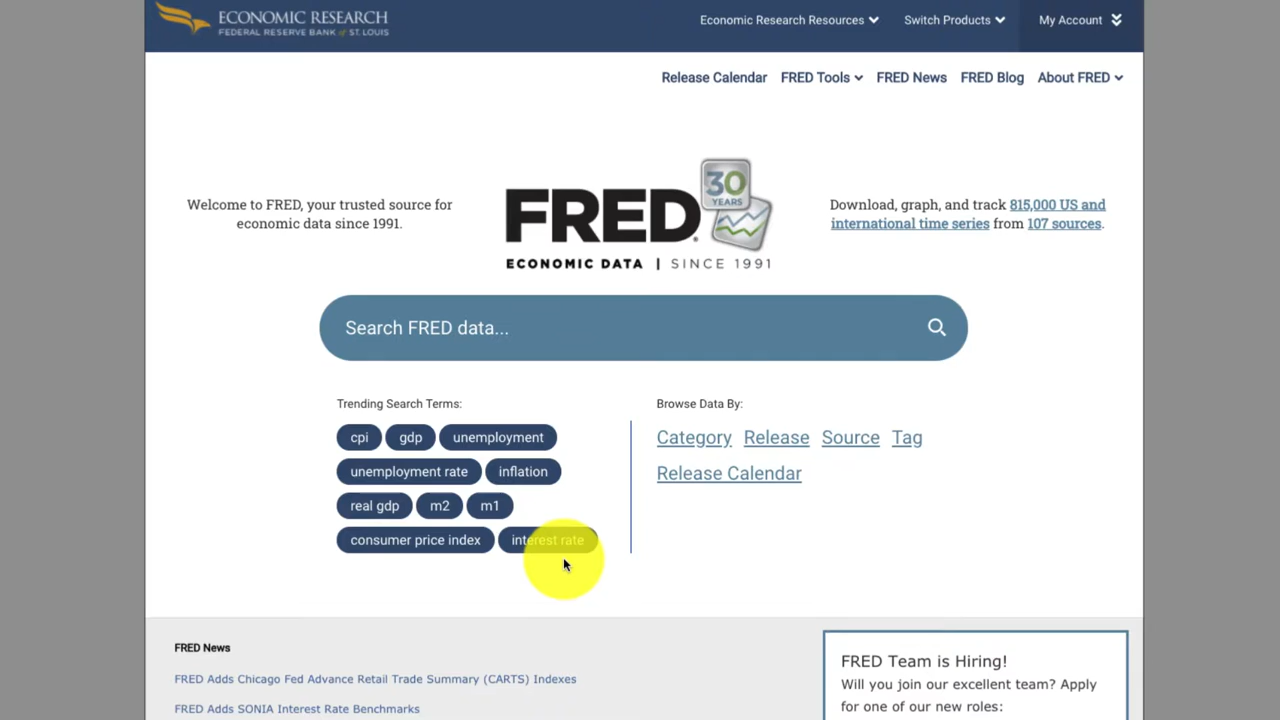 ECONOMIC RESEARCH
FEDERAL RESERVE BANK of ST. LOUIS
Economic Research Resources
Switch Products
My Account
Release Calendar
FRED Tools
FRED News
FRED Blog
About FRED
Welcome to FRED, your trusted source for
economic data since 1991.
FRED
30
YEARS
ECONOMIC DATA | SINCE 1991
Download, graph, and track 815,000 US and
international time series from 107 sources.
Search FRED data...
Trending Search Terms:
cpi
gdp
unemployment
unemployment rate
inflation
real gdp
m2
m1
consumer price index
interest rate
Browse Data By:
Category
Release
Source
Tag
Release Calendar
FRED News
FRED Adds Chicago Fed Advance Retail Trade Summary (CARTS) Indexes
FRED Adds SONIA Interest Rate Benchmarks
FRED Team is Hiring!
Will you join our excellent team? Apply
for one of our new roles: